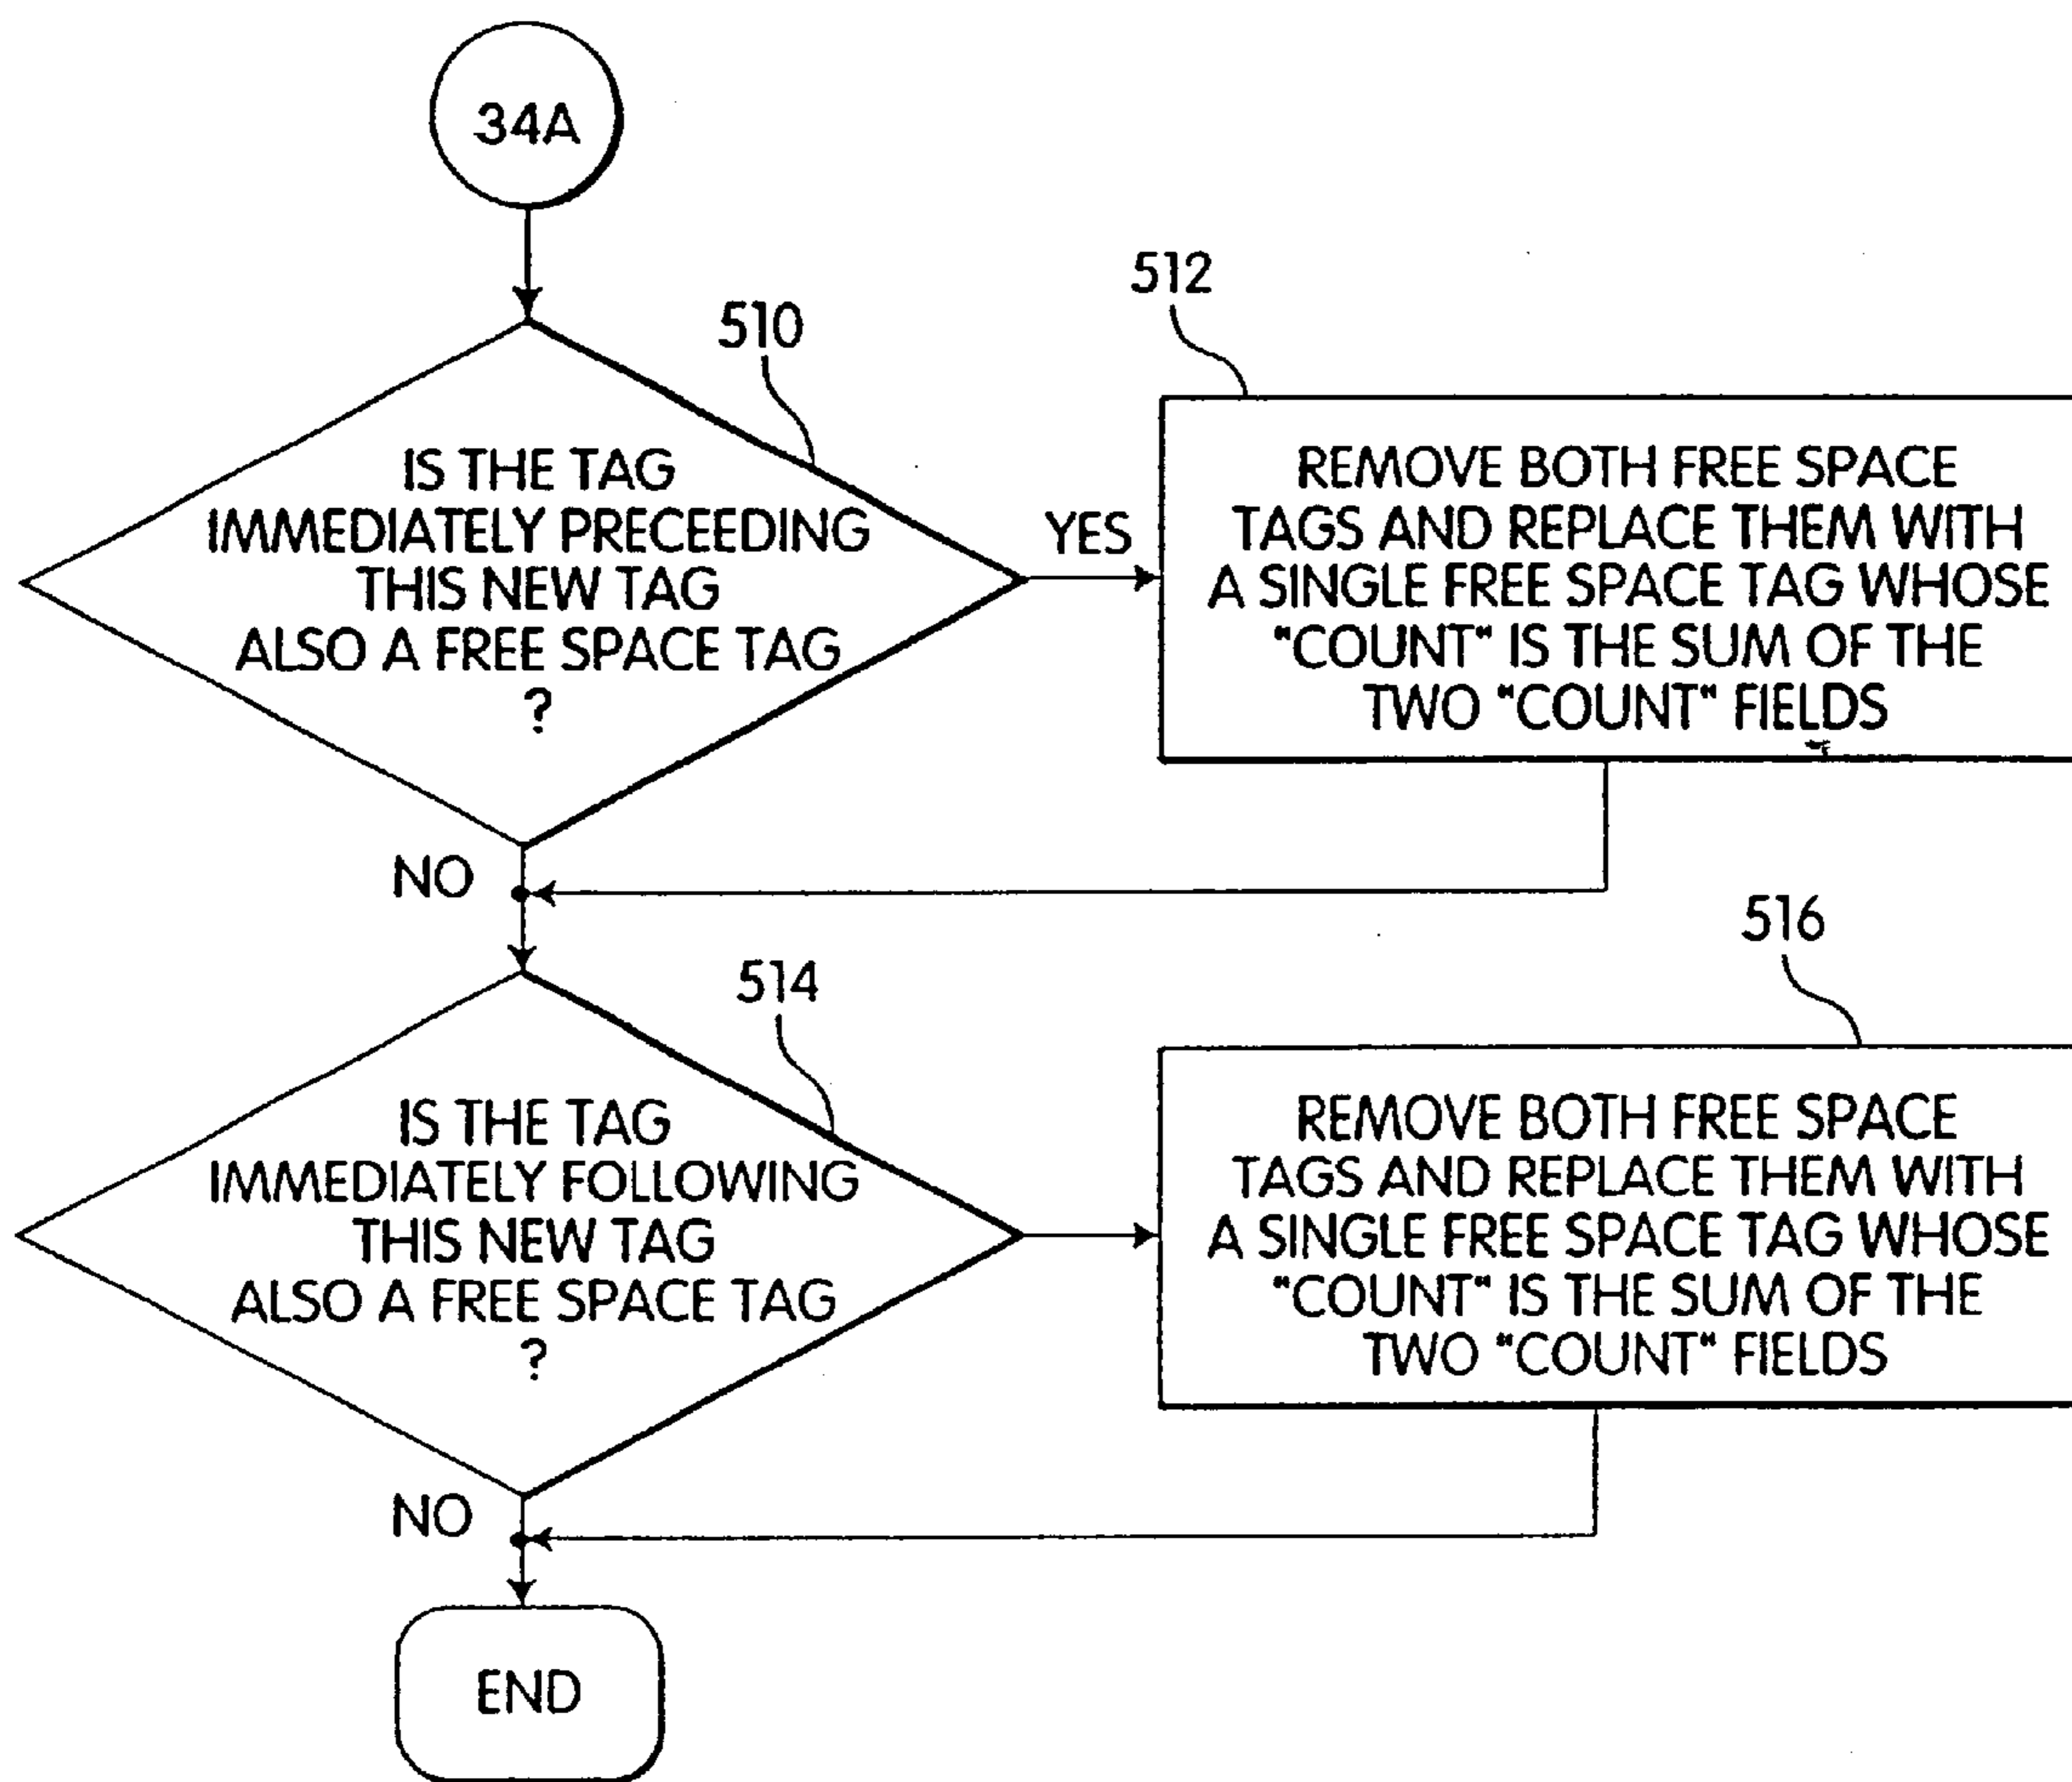 34A
510
IS THE TAG
IMMEDIATELY PRECEEDING
THIS NEW TAG
ALSO A FREE SPACE TAG
?
YES
512
REMOVE BOTH FREE SPACE
TAGS AND REPLACE THEM WITH
A SINGLE FREE SPACE TAG WHOSE
"COUNT" IS THE SUM OF THE
TWO "COUNT" FIELDS
NO
514
IS THE TAG
IMMEDIATELY FOLLOWING
THIS NEW TAG
ALSO A FREE SPACE TAG
?
516
REMOVE BOTH FREE SPACE
TAGS AND REPLACE THEM WITH
A SINGLE FREE SPACE TAG WHOSE
"COUNT" IS THE SUM OF THE
TWO "COUNT" FIELDS
NO
END